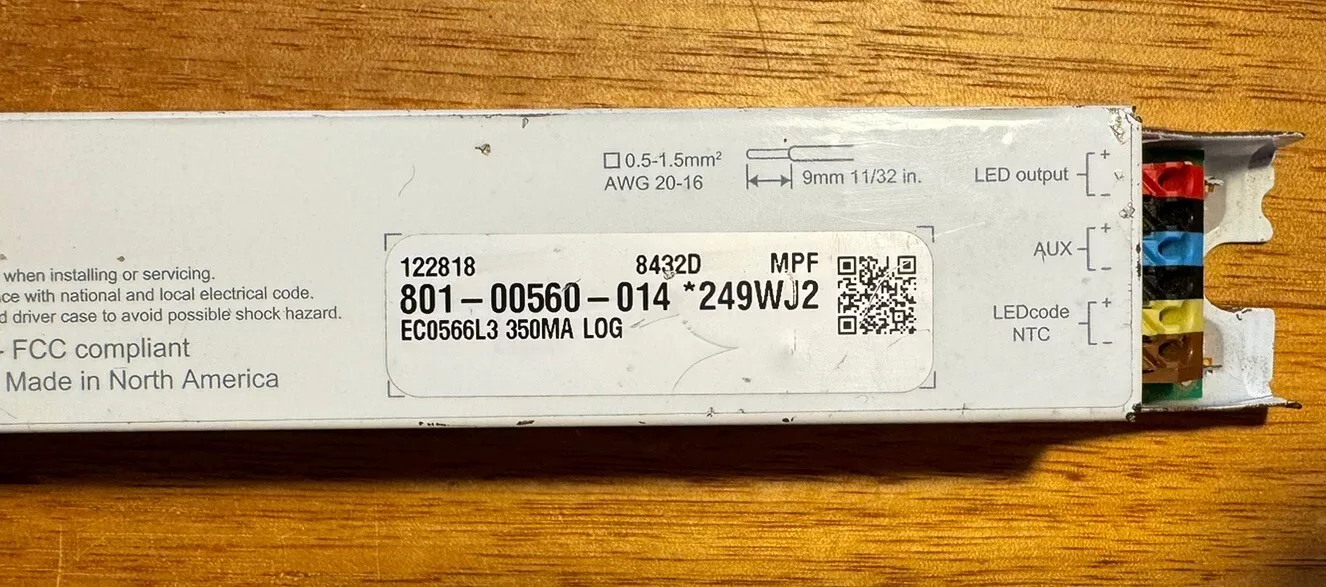 0.5-1.5mm²
AWG 20-16
9mm 11/32 in.
LED output
+
-
AUX
+
-
LEDcode
NTC
+
-
when installing or servicing.
with national and local electrical code.
driver case to avoid possible shock hazard.
- FCC compliant
Made in North America
122818 8432D MPF
801-00560-014 *249WJ2
EC0566L3 350MA LOG